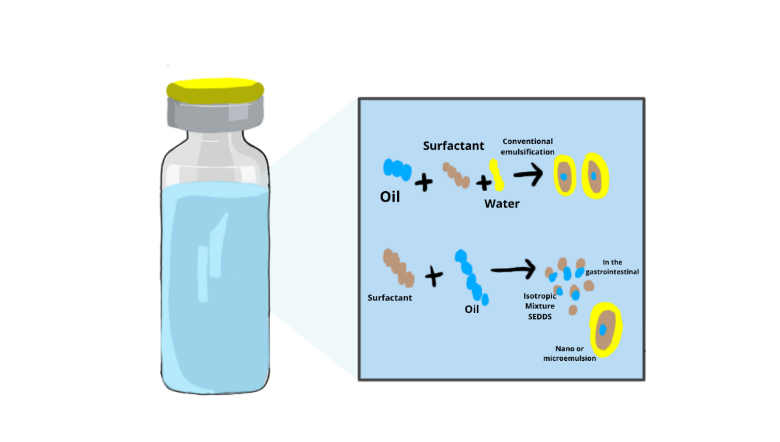 Surfactant
Conventional
emulsification
Oil
Water
Surfactant
Oil
In the
gastrointestinal
Isotropic
Mixture
SEDDS
Nano or
microemulsion